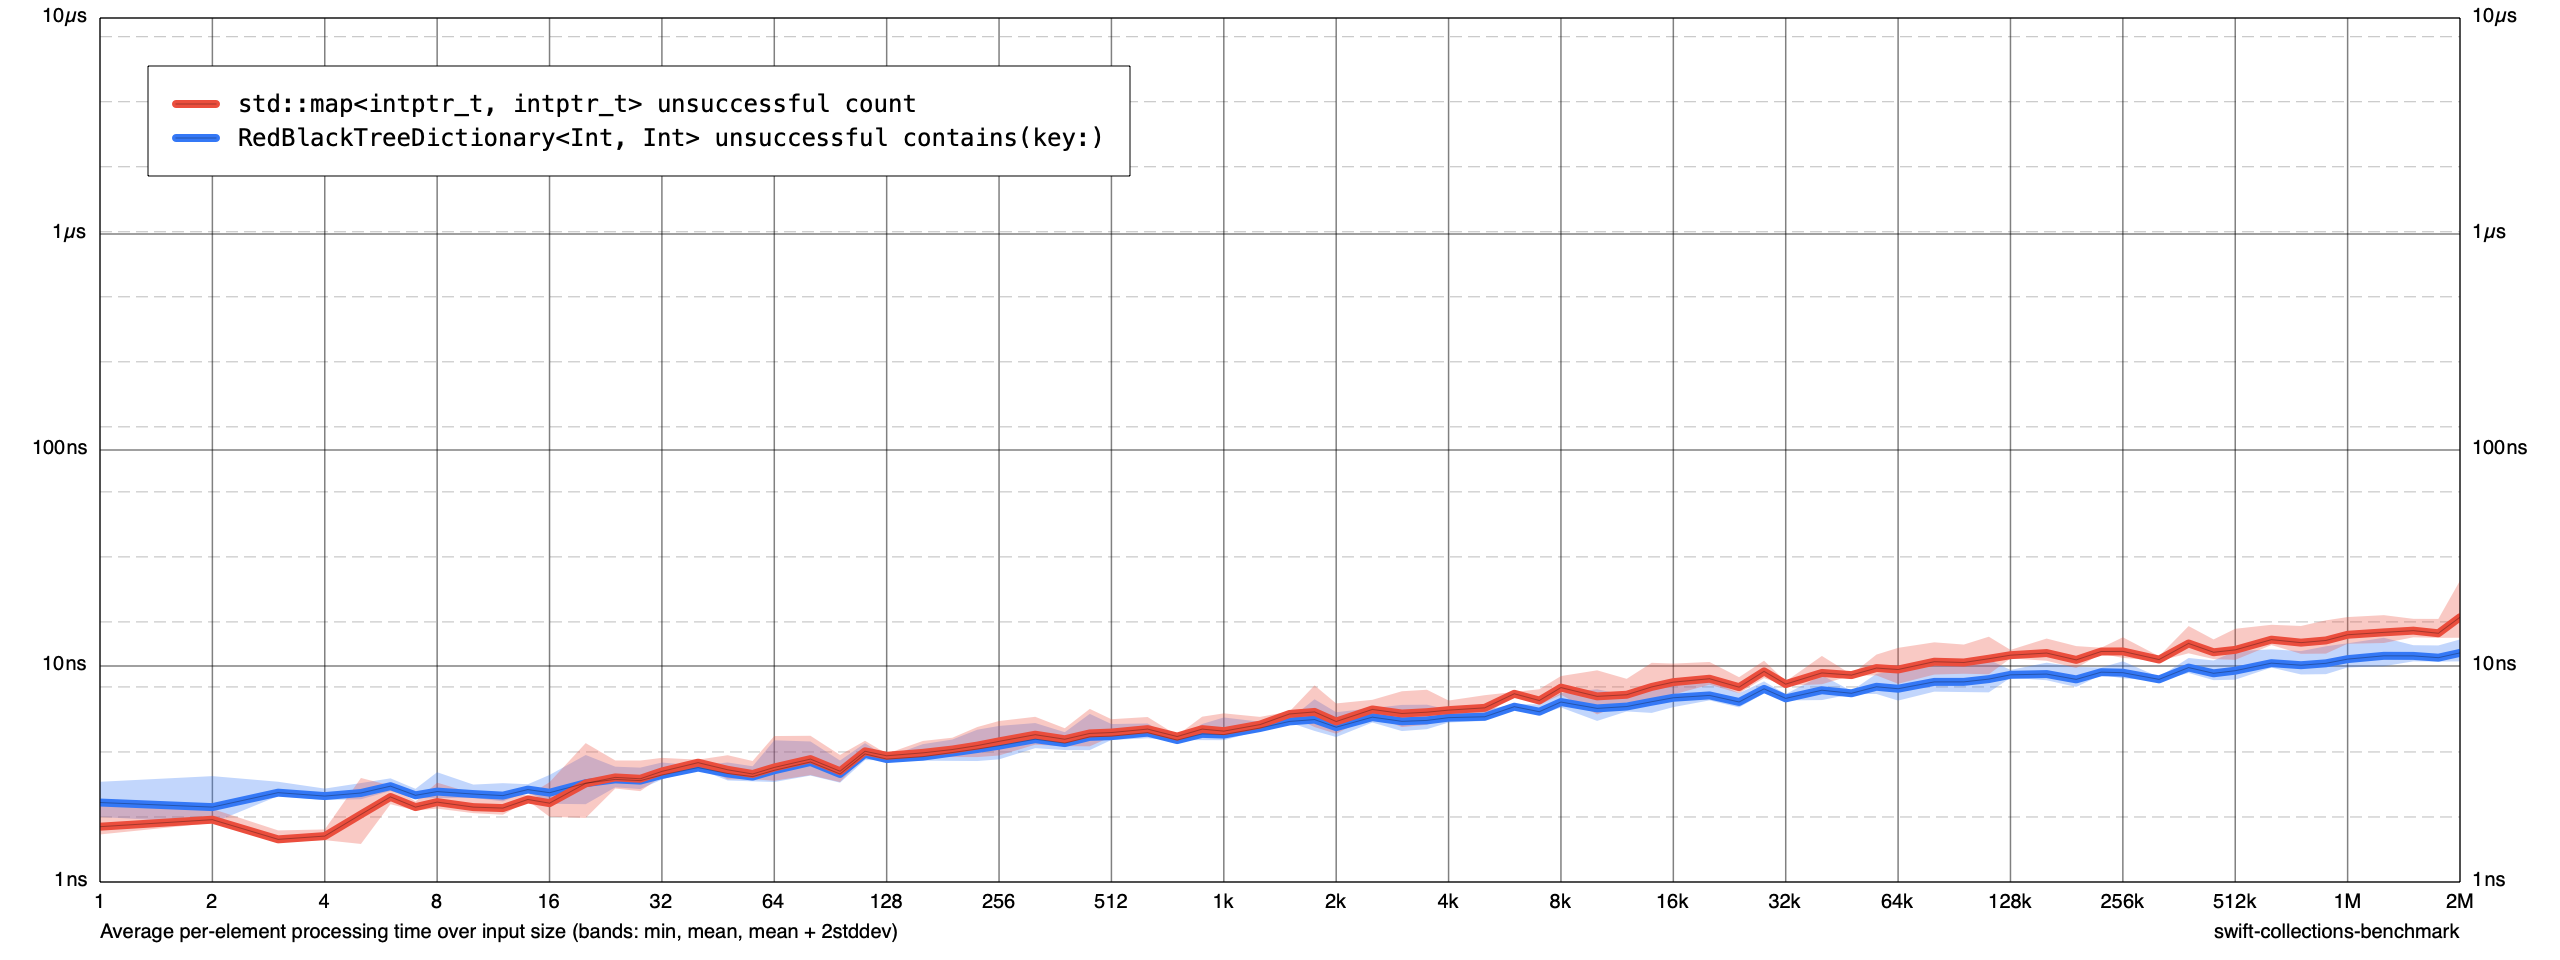 10µs 10µs
std::map<intptr_t, intptr_t> unsuccessful count
RedBlackTreeDictionary<Int, Int> unsuccessful contains(key:)
1µs 1µs
100ns 100ns
10ns 10ns
1ns 1ns
1 2 4 8 16 32 64 128 256 512 1k 2k 4k 8k 16k 32k 64k 128k 256k 512k 1M 2M
Average per-element processing time over input size (bands: min, mean, mean + 2stddev) swift-collections-benchmark